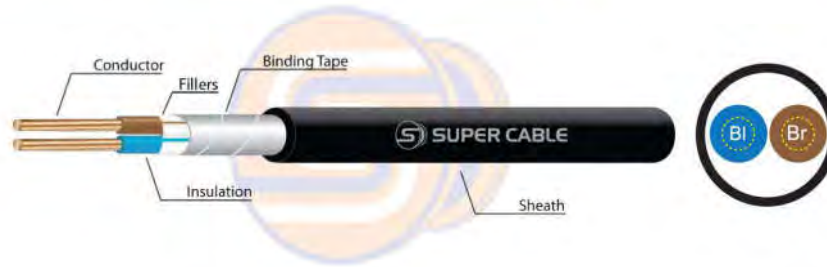 Conductor
Fillers
Binding Tape
SUPER CABLE
Bl
Br
Insulation
Sheath